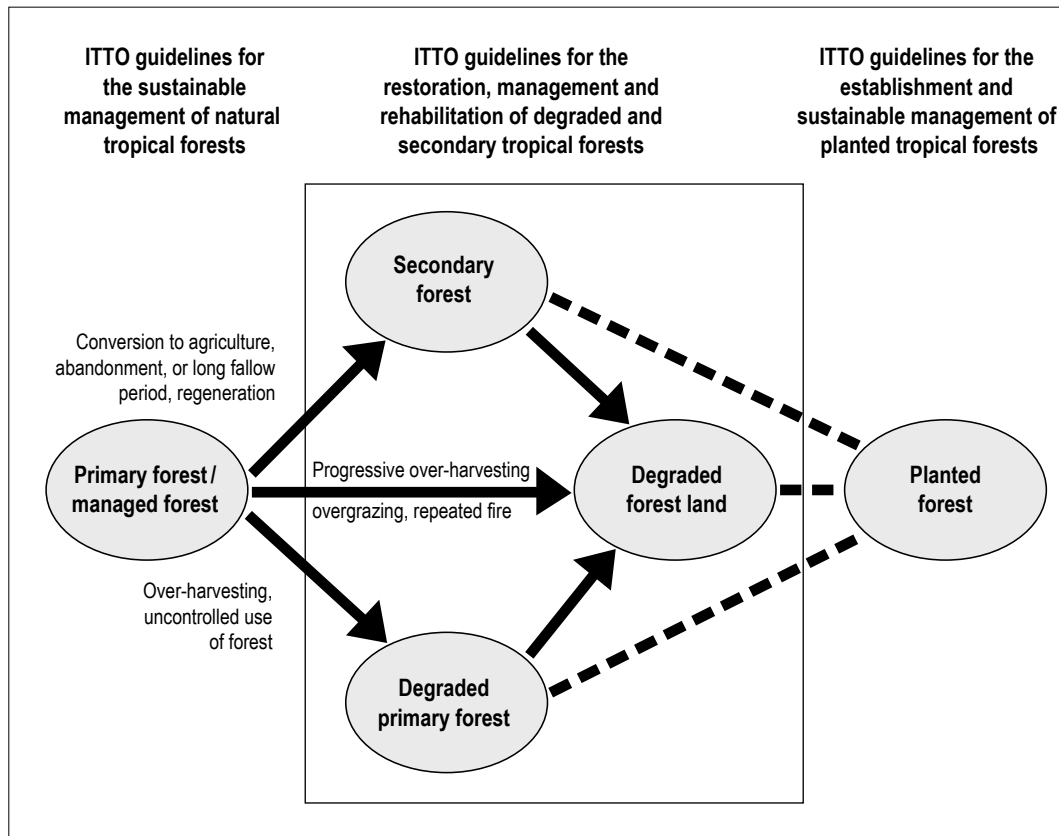 ITTO guidelines for
the sustainable
management of natural
tropical forests
ITTO guidelines for the
restoration, management and
rehabilitation of degraded and
secondary tropical forests
ITTO guidelines for the
establishment and
sustainable management of
planted tropical forests
Secondary
forest
Conversion to agriculture,
abandonment, or long fallow
period, regeneration
Primary forest/
managed forest
Progressive over-harvesting
overgrazing, repeated fire
Degraded
forest land
Planted
forest
Over-harvesting,
uncontrolled use
of forest
Degraded
primary forest